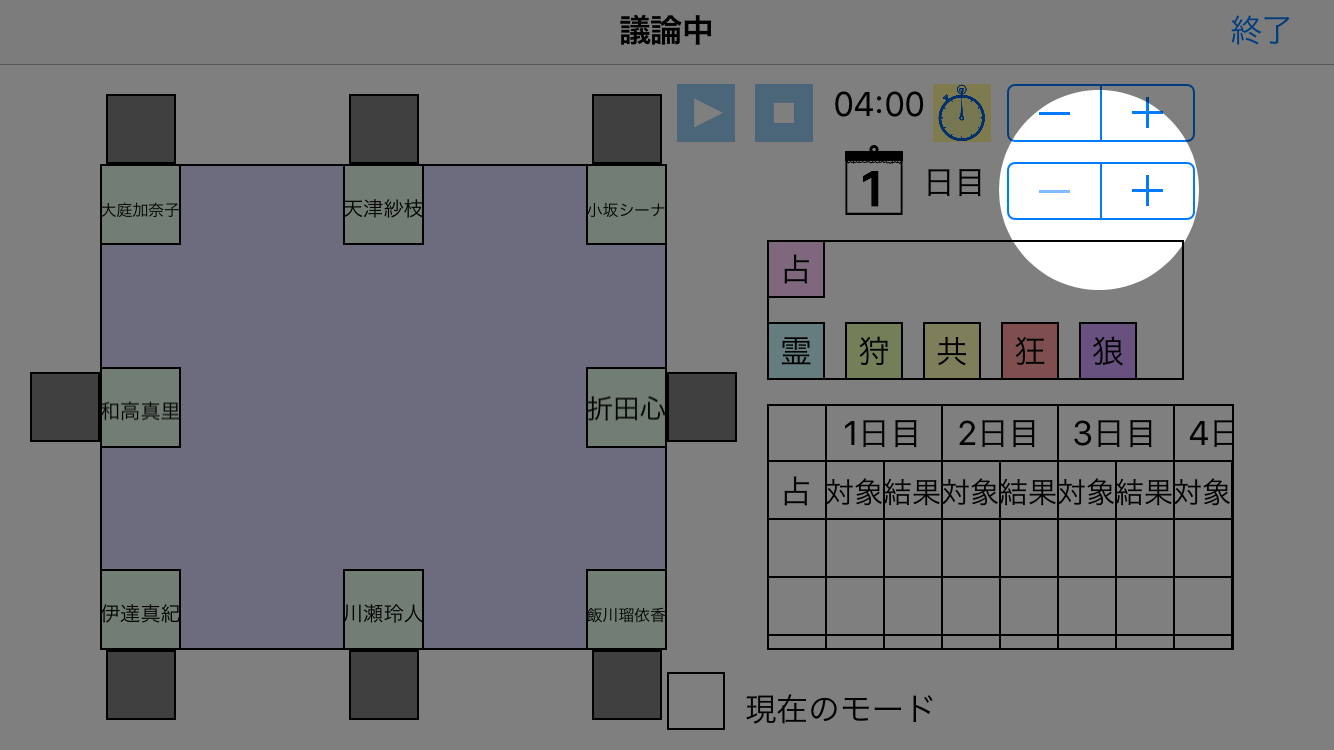 議論中
終了
04:00
− +
1 日目
− +
大庭加奈子 天津紗枝 小坂シーナ
和高真里 折田心
伊達真紀 川瀬玲人 飯川瑠依香
占
霊 狩 共 狂 狼
1日目 2日目 3日目 4日
占 対象 結果 対象 結果 対象 結果 対象
現在のモード